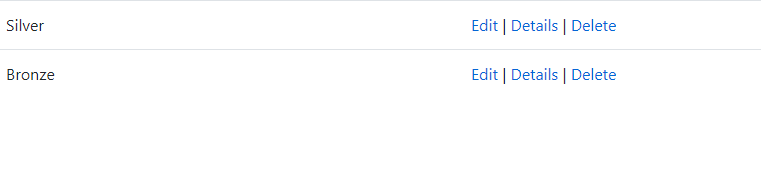 Silver Edit | Details | Delete
Bronze Edit | Details | Delete